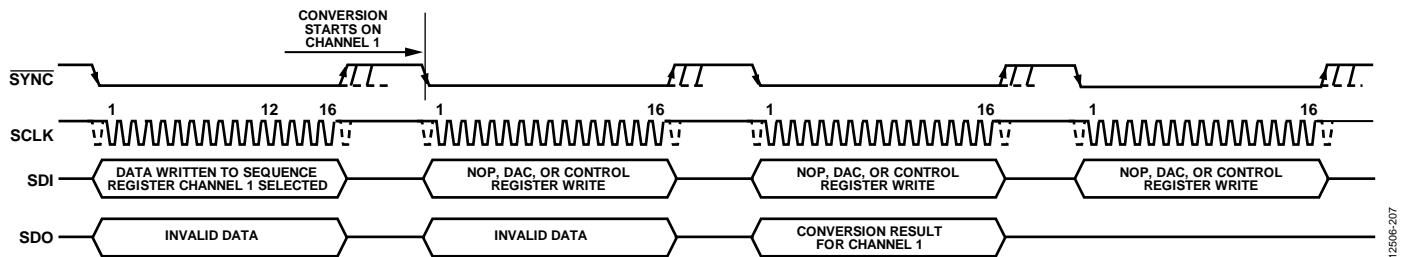 CONVERSION
STARTS ON
CHANNEL 1
SYNC
1 12 16 1 16 1 16 1 16
SCLK
SDI
DATA WRITTEN TO SEQUENCE
REGISTER CHANNEL 1 SELECTED
NOP, DAC, OR CONTROL
REGISTER WRITE
NOP, DAC, OR CONTROL
REGISTER WRITE
NOP, DAC, OR CONTROL
REGISTER WRITE
SDO
INVALID DATA
INVALID DATA
CONVERSION RESULT
FOR CHANNEL 1
12506-207